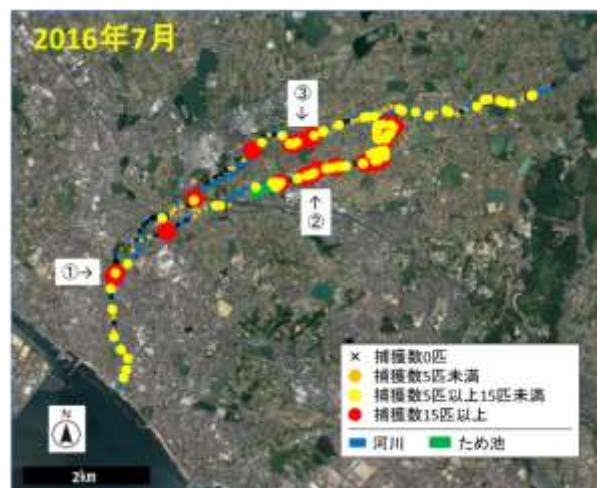 2016年7月
③
↓
↑
②
①→
× 捕獲数0匹
捕獲数5匹未満
捕獲数5匹以上15匹未満
捕獲数15匹以上
河川 ため池
N
2km